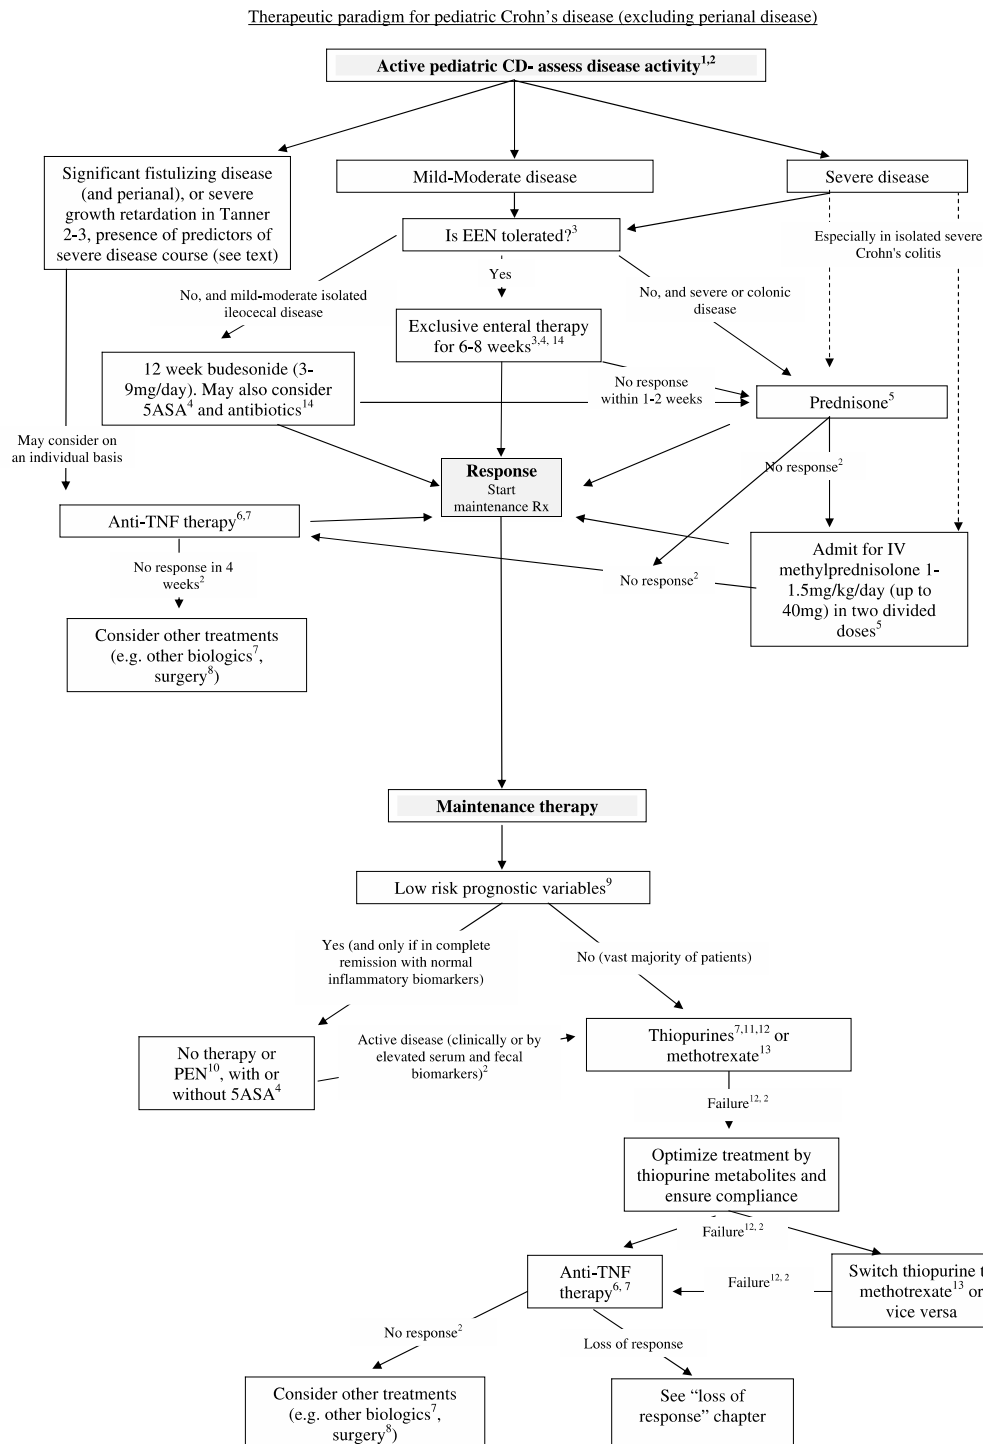 Therapeutic paradigm for pediatric Crohn's disease (excluding perianal disease)
Active pediatric CD- assess disease activity1,2
Significant fistulizing disease
(and perianal), or severe
growth retardation in Tanner
2-3, presence of predictors of
severe disease course (see text)
Mild-Moderate disease
Severe disease
Is EEN tolerated?3
Especially in isolated severe
Crohn's colitis
Yes
No, and mild-moderate isolated
ileocecal disease
No, and severe or colonic
disease
Exclusive enteral therapy
for 6-8 weeks3,4, 14
12 week budesonide (3-
9mg/day). May also consider
5ASA4 and antibiotics14
No response
within 1-2 weeks
Prednisone5
May consider on
an individual basis
Response
Start
maintenance Rx
No response2
Anti-TNF therapy6,7
No response in 4
weeks2
No response2
Admit for IV
methylprednisolone 1-
1.5mg/kg/day (up to
40mg) in two divided
doses5
Consider other treatments
(e.g. other biologics7,
surgery8)
Maintenance therapy
Low risk prognostic variables9
Yes (and only if in complete
remission with normal
inflammatory biomarkers)
No (vast majority of patients)
No therapy or
PEN10, with or
without 5ASA4
Active disease (clinically or by
elevated serum and fecal
biomarkers)2
Thiopurines7,11,12 or
methotrexate13
Failure12, 2
Optimize treatment by
thiopurine metabolites and
ensure compliance
Failure12, 2
Anti-TNF
therapy6, 7
Failure12, 2
Switch thiopurine t
methotrexate13 or
vice versa
No response2
Loss of response
Consider other treatments
(e.g. other biologics7,
surgery8)
See "loss of
response" chapter